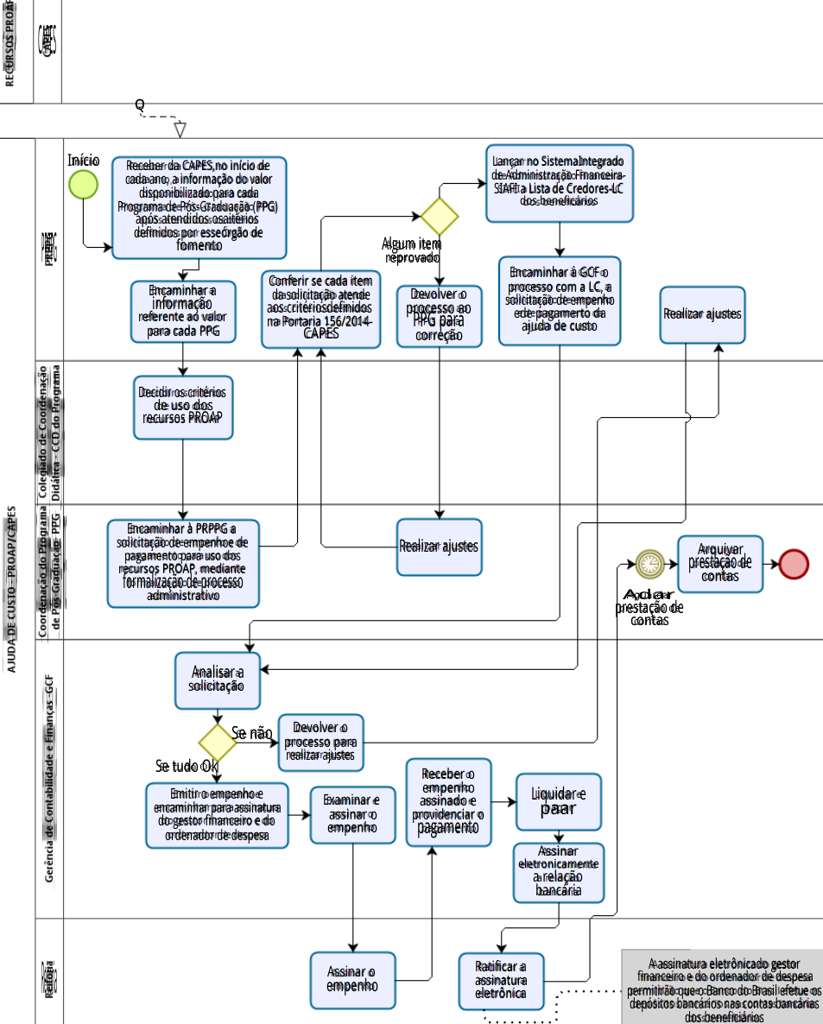 RECURSOS PROAP
CAPES
Q
AJUDA DE CUSTO - PROAP/CAPES
PRPPG
Início
Receber da CAPES, no início de
cada ano, a informação do valor
disponibilizado para cada
Programa de Pós-Graduação (PPG)
após atendidos os critérios
definidos por esse órgão de
fomento
Encaminhar a
informação
referente ao valor
para cada PPG
Conferir se cada item
da solicitação atende
aos critérios definidos
na Portaria 156/2014-
CAPES
Algum item
reprovado
Devolver o
processo ao
PPG para
correção
Lançar no Sistema Integrado
de Administração Financeira-
SIAFI a Lista de Credores-LC
dos beneficiários
Encaminhar à GCF o
processo com a LC, a
solicitação de empenho
e de pagamento da
ajuda de custo
Realizar ajustes
Colegiado de Coordenação
Didática - CCD do Programa
Decidir os critérios
de uso dos
recursos PROAP
Coordenação do Programa
de Pós-Graduação - PPG
Encaminhar à PRPPG a
solicitação de empenho e de
pagamento para uso dos
recursos PROAP, mediante
formalização de processo
administrativo
Realizar ajustes
prestação de
contas
Arquivar
prestação de
contas
Gerência de Contabilidade e Finanças -GCF
Analisar a
solicitação
Se não
Se tudo Ok
Devolver o
processo para
realizar ajustes
Emitir o empenho e
encaminhar para assinatura
do gestor financeiro e do
ordenador de despesa
Examinar e
assinar o
empenho
Receber o
empenho
assinado e
providenciar o
pagamento
Liquidar e
paar
Assinar
eletronicamente
a relação
bancária
Reitoria
Assinar o
empenho
Ratificar a
assinatura
eletrônica
A assinatura eletrônica do gestor
financeiro e do ordenador de despesa
permitirão que o Banco do Brasil efetue os
depósitos bancários nas contas bancárias
dos beneficiários